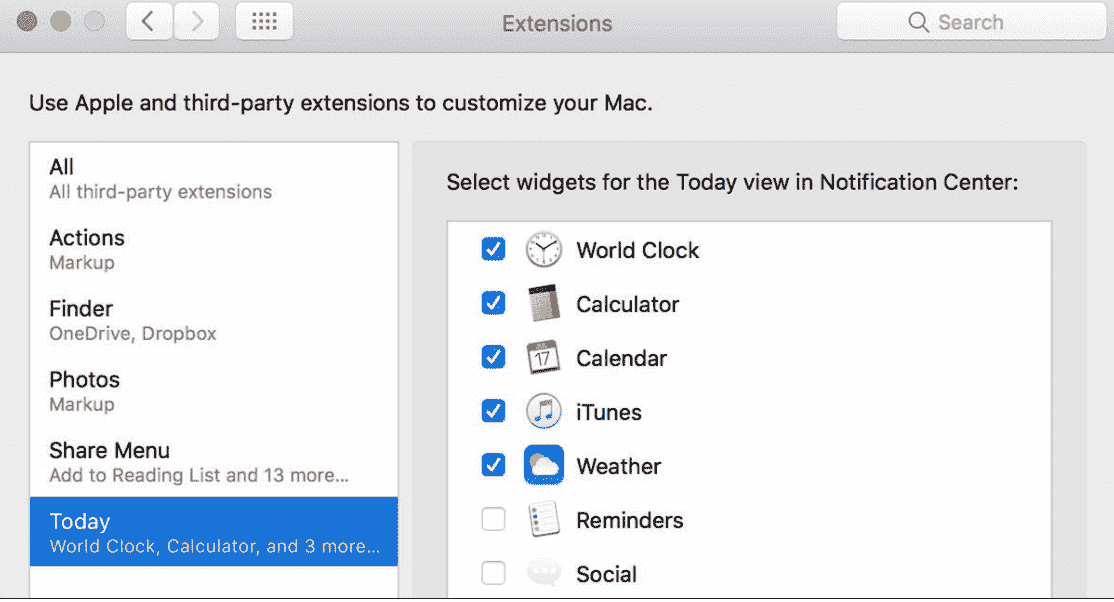 Extensions
Search
Use Apple and third-party extensions to customize your Mac.
All
All third-party extensions
Actions
Markup
Finder
OneDrive, Dropbox
Photos
Markup
Share Menu
Add to Reading List and 13 more...
Today
World Clock, Calculator, and 3 more...
Select widgets for the Today view in Notification Center:
World Clock
Calculator
JUL
17
Calendar
iTunes
Weather
Reminders
Social